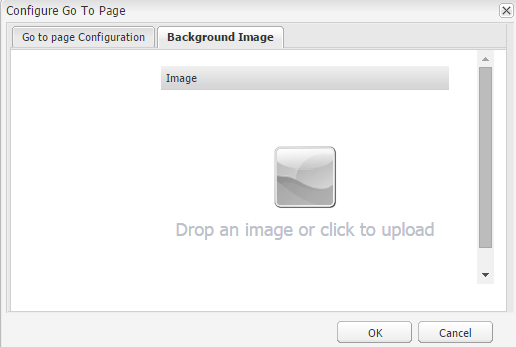 Configure Go To Page
Go to page Configuration
Background Image
Image
Drop an image or click to upload
OK
Cancel